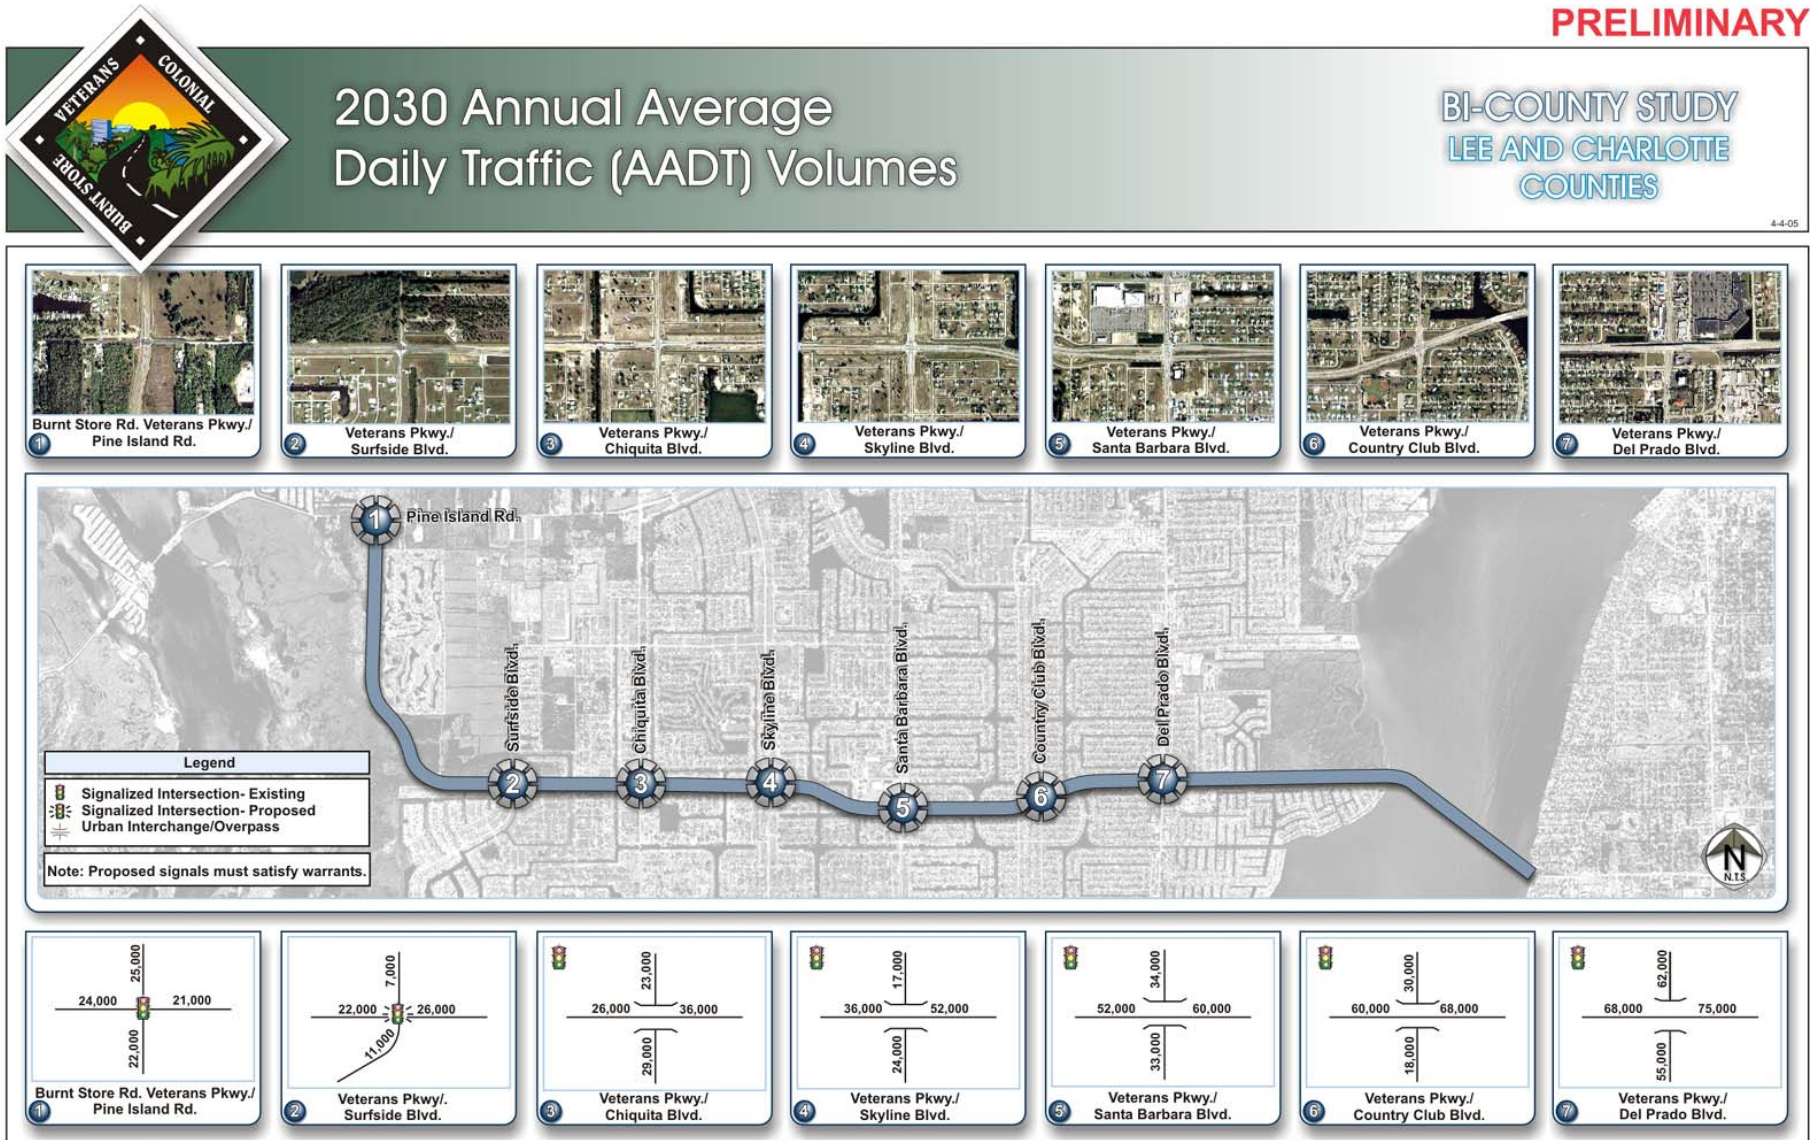 PRELIMINARY
VETERANS
COLONIAL
BURNT STORE
2030 Annual Average
Daily Traffic (AADT) Volumes
BI-COUNTY STUDY
LEE AND CHARLOTTE
COUNTIES
4-4-05
Burnt Store Rd. Veterans Pkwy./
Pine Island Rd.
1
Veterans Pkwy./
Surfside Blvd.
2
Veterans Pkwy./
Chiquita Blvd.
3
Veterans Pkwy./
Skyline Blvd.
4
Veterans Pkwy./
Santa Barbara Blvd.
5
Veterans Pkwy./
Country Club Blvd.
6
Veterans Pkwy./
Del Prado Blvd.
7
1
Pine Island Rd.
Surfside Blvd.
Chiquita Blvd.
Skyline Blvd.
Santa Barbara Blvd.
Country Club Blvd.
Del Prado Blvd.
2
3
4
5
6
7
Legend
Signalized Intersection- Existing
Signalized Intersection- Proposed
Urban Interchange/Overpass
Note: Proposed signals must satisfy warrants.
N
N.T.S.
25,000
24,000
21,000
22,000
Burnt Store Rd. Veterans Pkwy./
Pine Island Rd.
1
7,000
22,000
26,000
11,000
Veterans Pkwy/.
Surfside Blvd.
2
23,000
26,000
36,000
29,000
Veterans Pkwy./
Chiquita Blvd.
3
17,000
36,000
52,000
24,000
Veterans Pkwy./
Skyline Blvd.
4
34,000
52,000
60,000
33,000
Veterans Pkwy./
Santa Barbara Blvd.
5
30,000
60,000
68,000
18,000
Veterans Pkwy./
Country Club Blvd.
6
62,000
68,000
75,000
55,000
Veterans Pkwy./
Del Prado Blvd.
7